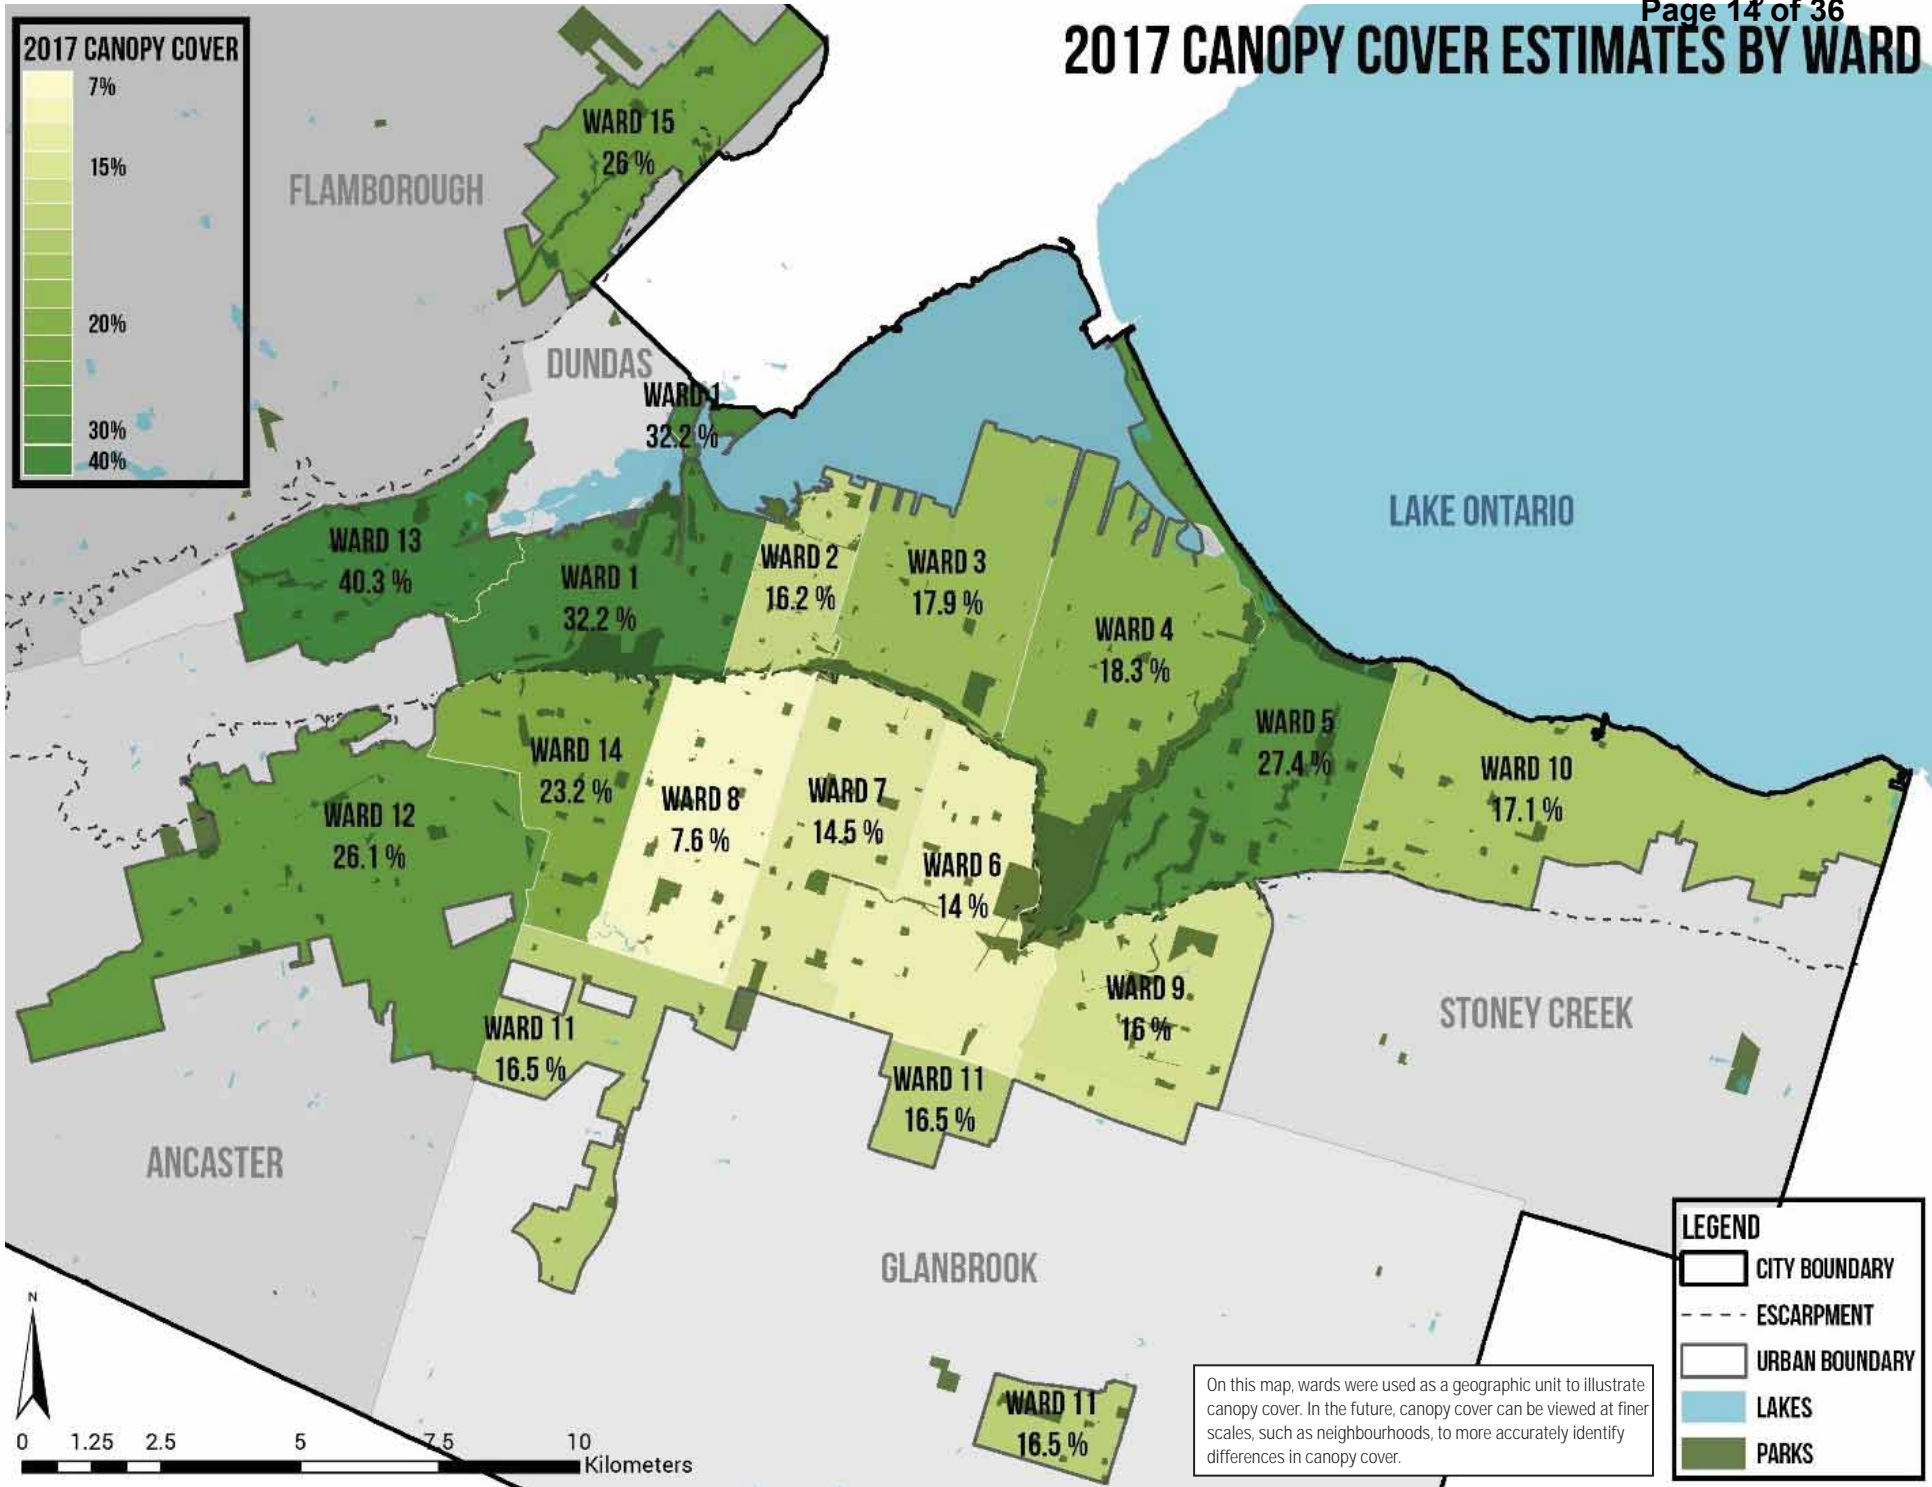 Page 14 of 36
2017 CANOPY COVER ESTIMATES BY WARD
2017 CANOPY COVER
7%
15%
20%
30%
40%
WARD 15
26 %
FLAMBOROUGH
DUNDAS
WARD 1
32.2 %
LAKE ONTARIO
WARD 13
40.3 %
WARD 1
32.2 %
WARD 2
16.2 %
WARD 3
17.9 %
WARD 4
18.3 %
WARD 5
27.4 %
WARD 10
17.1 %
WARD 14
23.2 %
WARD 8
7.6 %
WARD 7
14.5 %
WARD 6
14 %
WARD 12
26.1 %
WARD 9
16 %
STONEY CREEK
WARD 11
16.5 %
WARD 11
16.5 %
ANCASTER
GLANBROOK
WARD 11
16.5 %
N
0 1.25 2.5 5 7.5 10
Kilometers
On this map, wards were used as a geographic unit to illustrate
canopy cover. In the future, canopy cover can be viewed at finer
scales, such as neighbourhoods, to more accurately identify
differences in canopy cover.
LEGEND
CITY BOUNDARY
ESCARPMENT
URBAN BOUNDARY
LAKES
PARKS